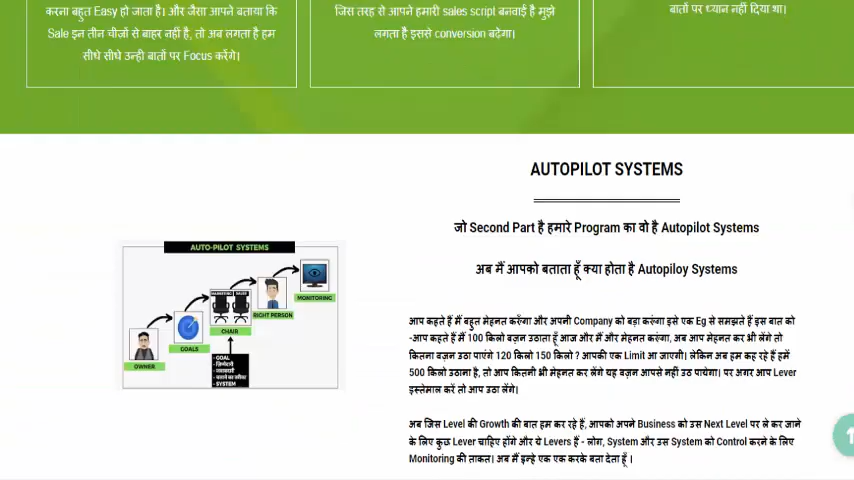 करना बहुत Easy हो जाता है। और जैसा आपने बताया कि
Sale इन तीन चीजों से बाहर नहीं है, तो अब लगता है हम
सीधे सीधे उन्ही बातों पर Focus करेंगे।
जिस तरह से आपने हमारी sales script बनवाई है मुझे
लगता है इससे conversion बढेगा।
बातों पर ध्यान नहीं दिया था।
AUTOPILOT SYSTEMS
जो Second Part है हमारे Program का वो है Autopilot Systems
अब मैं आपको बताता हूँ क्या होता है Autopiloy Systems
AUTO-PILOT SYSTEMS
OWNER
GOALS
MARKETING SALES
CHAIR
RIGHT PERSON
MONITORING
- GOAL
- ज़िम्मेदारी
- जवाबदारी
- SYSTEM
आप कहते हैं मैं बहुत मेहनत करूँगा और अपनी Company को बड़ा करूंगा इसे एक Eg से समझते हैं इस बात को
-आप कहते हैं मैं 100 किलो वज़न उठाता हूँ आज और मैं और मेहनत करूंगा, अब आप मेहनत कर भी लेंगे तो
कितना वज़न उठा पाएंगे 120 किलो 150 किलो ? आपकी एक Limit आ जाएगी। लेकिन अब हम कह रहे हैं हमें
500 किलो उठाना है, तो आप कितनी भी मेहनत कर लेंगे यह वज़न आपसे नहीं उठ पायेगा। पर अगर आप Lever
इस्तेमाल करें तो आप उठा लेंगे।
अब जिस Level की Growth की बात हम कर रहे हैं, आपको अपने Business को उस Next Level पर ले कर जाने
के लिए कुछ Lever चाहिए होंगे और ये Levers हैं - लोग, System और उस System को Control करने के लिए
Monitoring की ताकत। अब मैं इन्हे एक एक करके बता देता हूँ ।